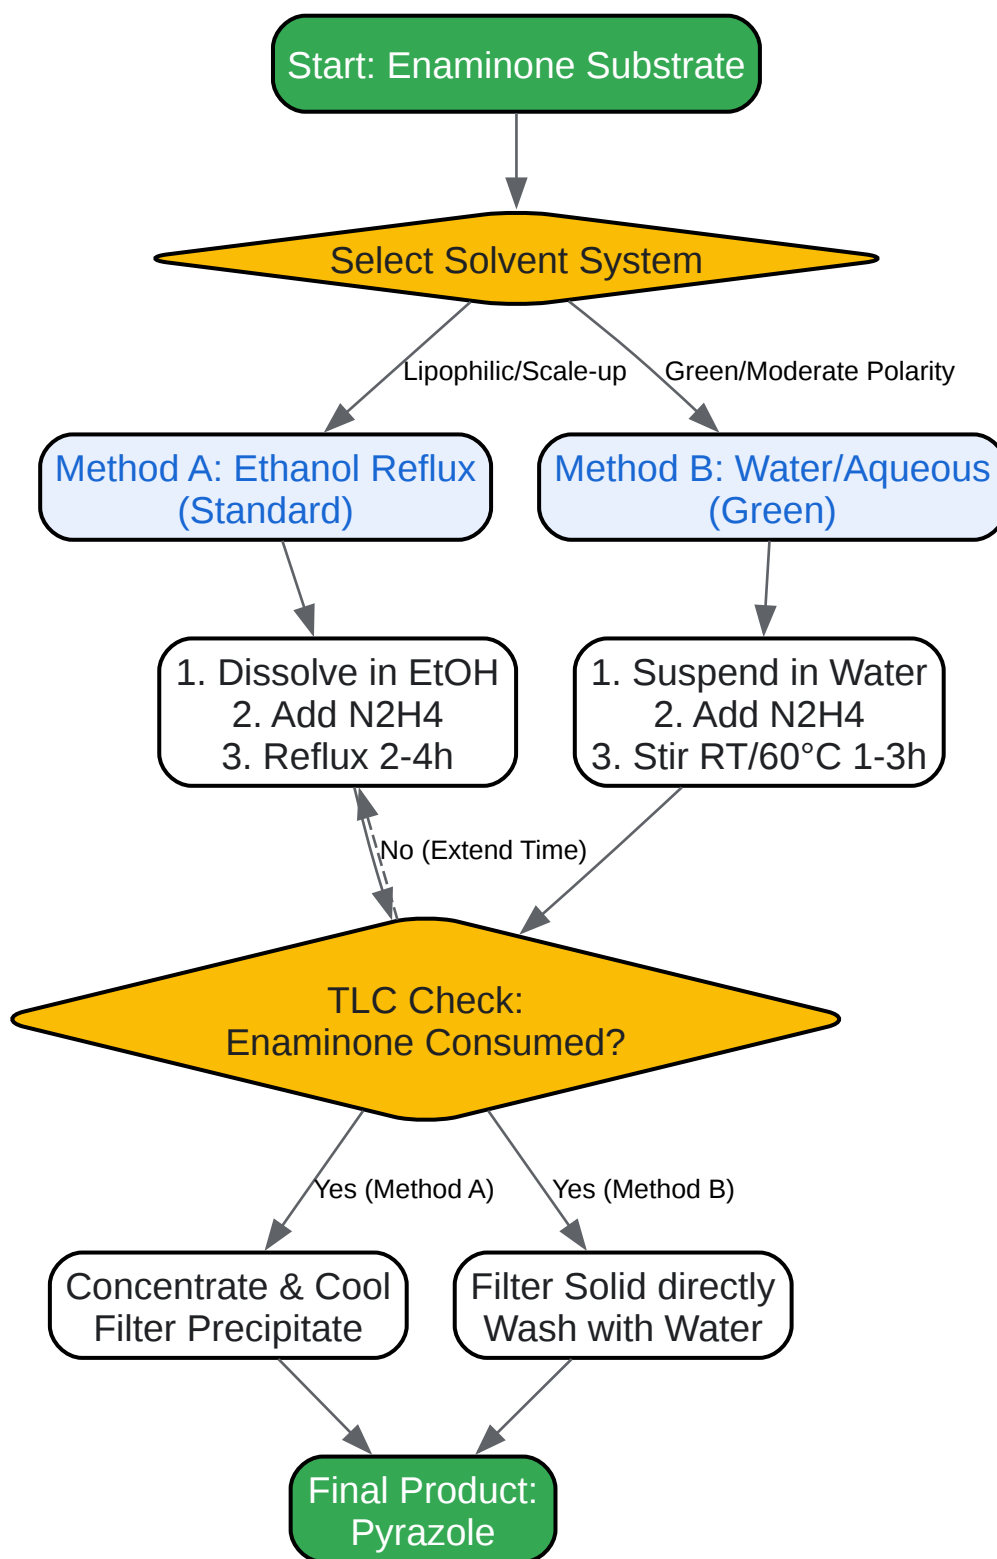 Start: Enaminone Substrate
Select Solvent System
Lipophilic/Scale-up
Green/Moderate Polarity
Method A: Ethanol Reflux
(Standard)
Method B: Water/Aqueous
(Green)
1. Dissolve in EtOH
2. Add N2H4
3. Reflux 2-4h
1. Suspend in Water
2. Add N2H4
3. Stir RT/60°C 1-3h
No (Extend Time)
TLC Check:
Enaminone Consumed?
Yes (Method A)
Yes (Method B)
Concentrate & Cool
Filter Precipitate
Filter Solid directly
Wash with Water
Final Product:
Pyrazole